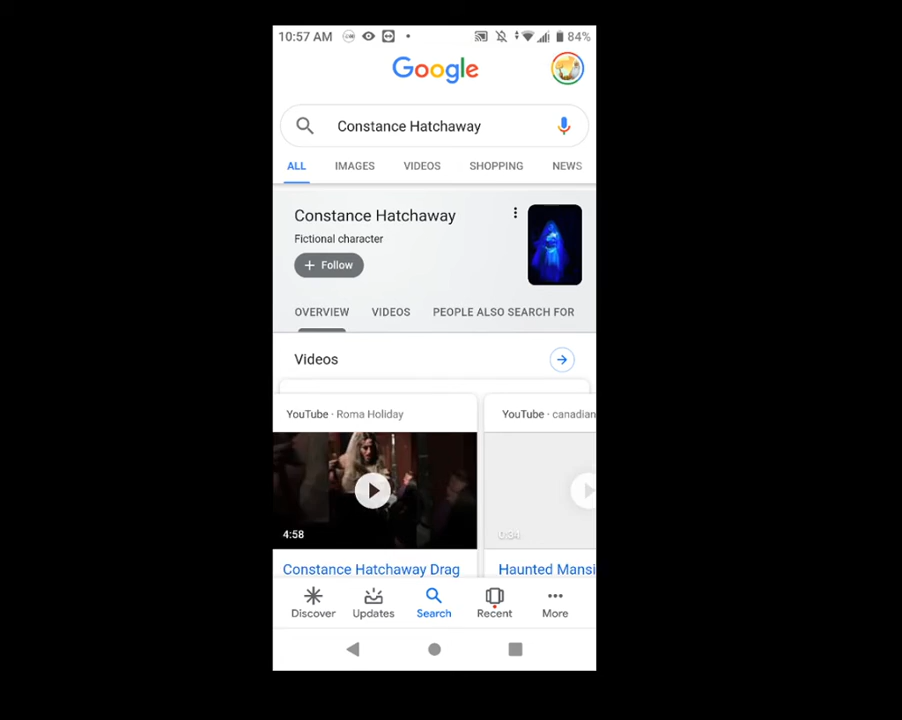 10:57 AM 84%
Google
Constance Hatchaway
ALL IMAGES VIDEOS SHOPPING NEWS
Constance Hatchaway
Fictional character
+ Follow
OVERVIEW VIDEOS PEOPLE ALSO SEARCH FOR
Videos
YouTube · Roma Holiday
YouTube · canadian
4:58
0:34
Constance Hatchaway Drag
Haunted Mansi
Discover Updates Search Recent More